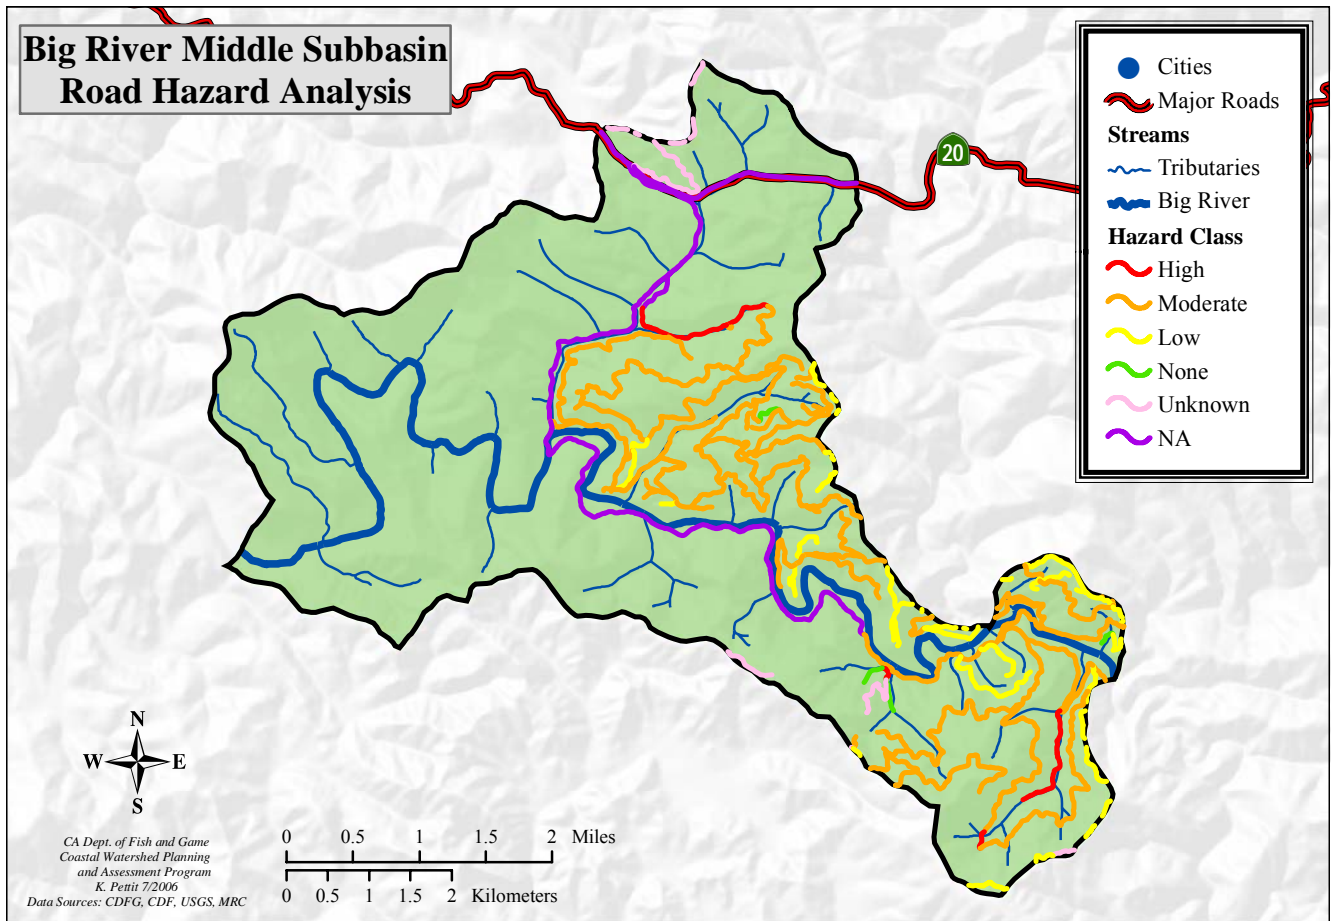 Big River Middle Subbasin
Road Hazard Analysis
20
Cities
Major Roads
Streams
Tributaries
Big River
Hazard Class
High
Moderate
Low
None
Unknown
NA
N
W E
S
CA Dept. of Fish and Game
Coastal Watershed Planning
and Assessment Program
K. Pettit 7/2006
Data Sources: CDFG, CDF, USGS, MRC
0 0.5 1 1.5 2 Miles
0 0.5 1 1.5 2 Kilometers